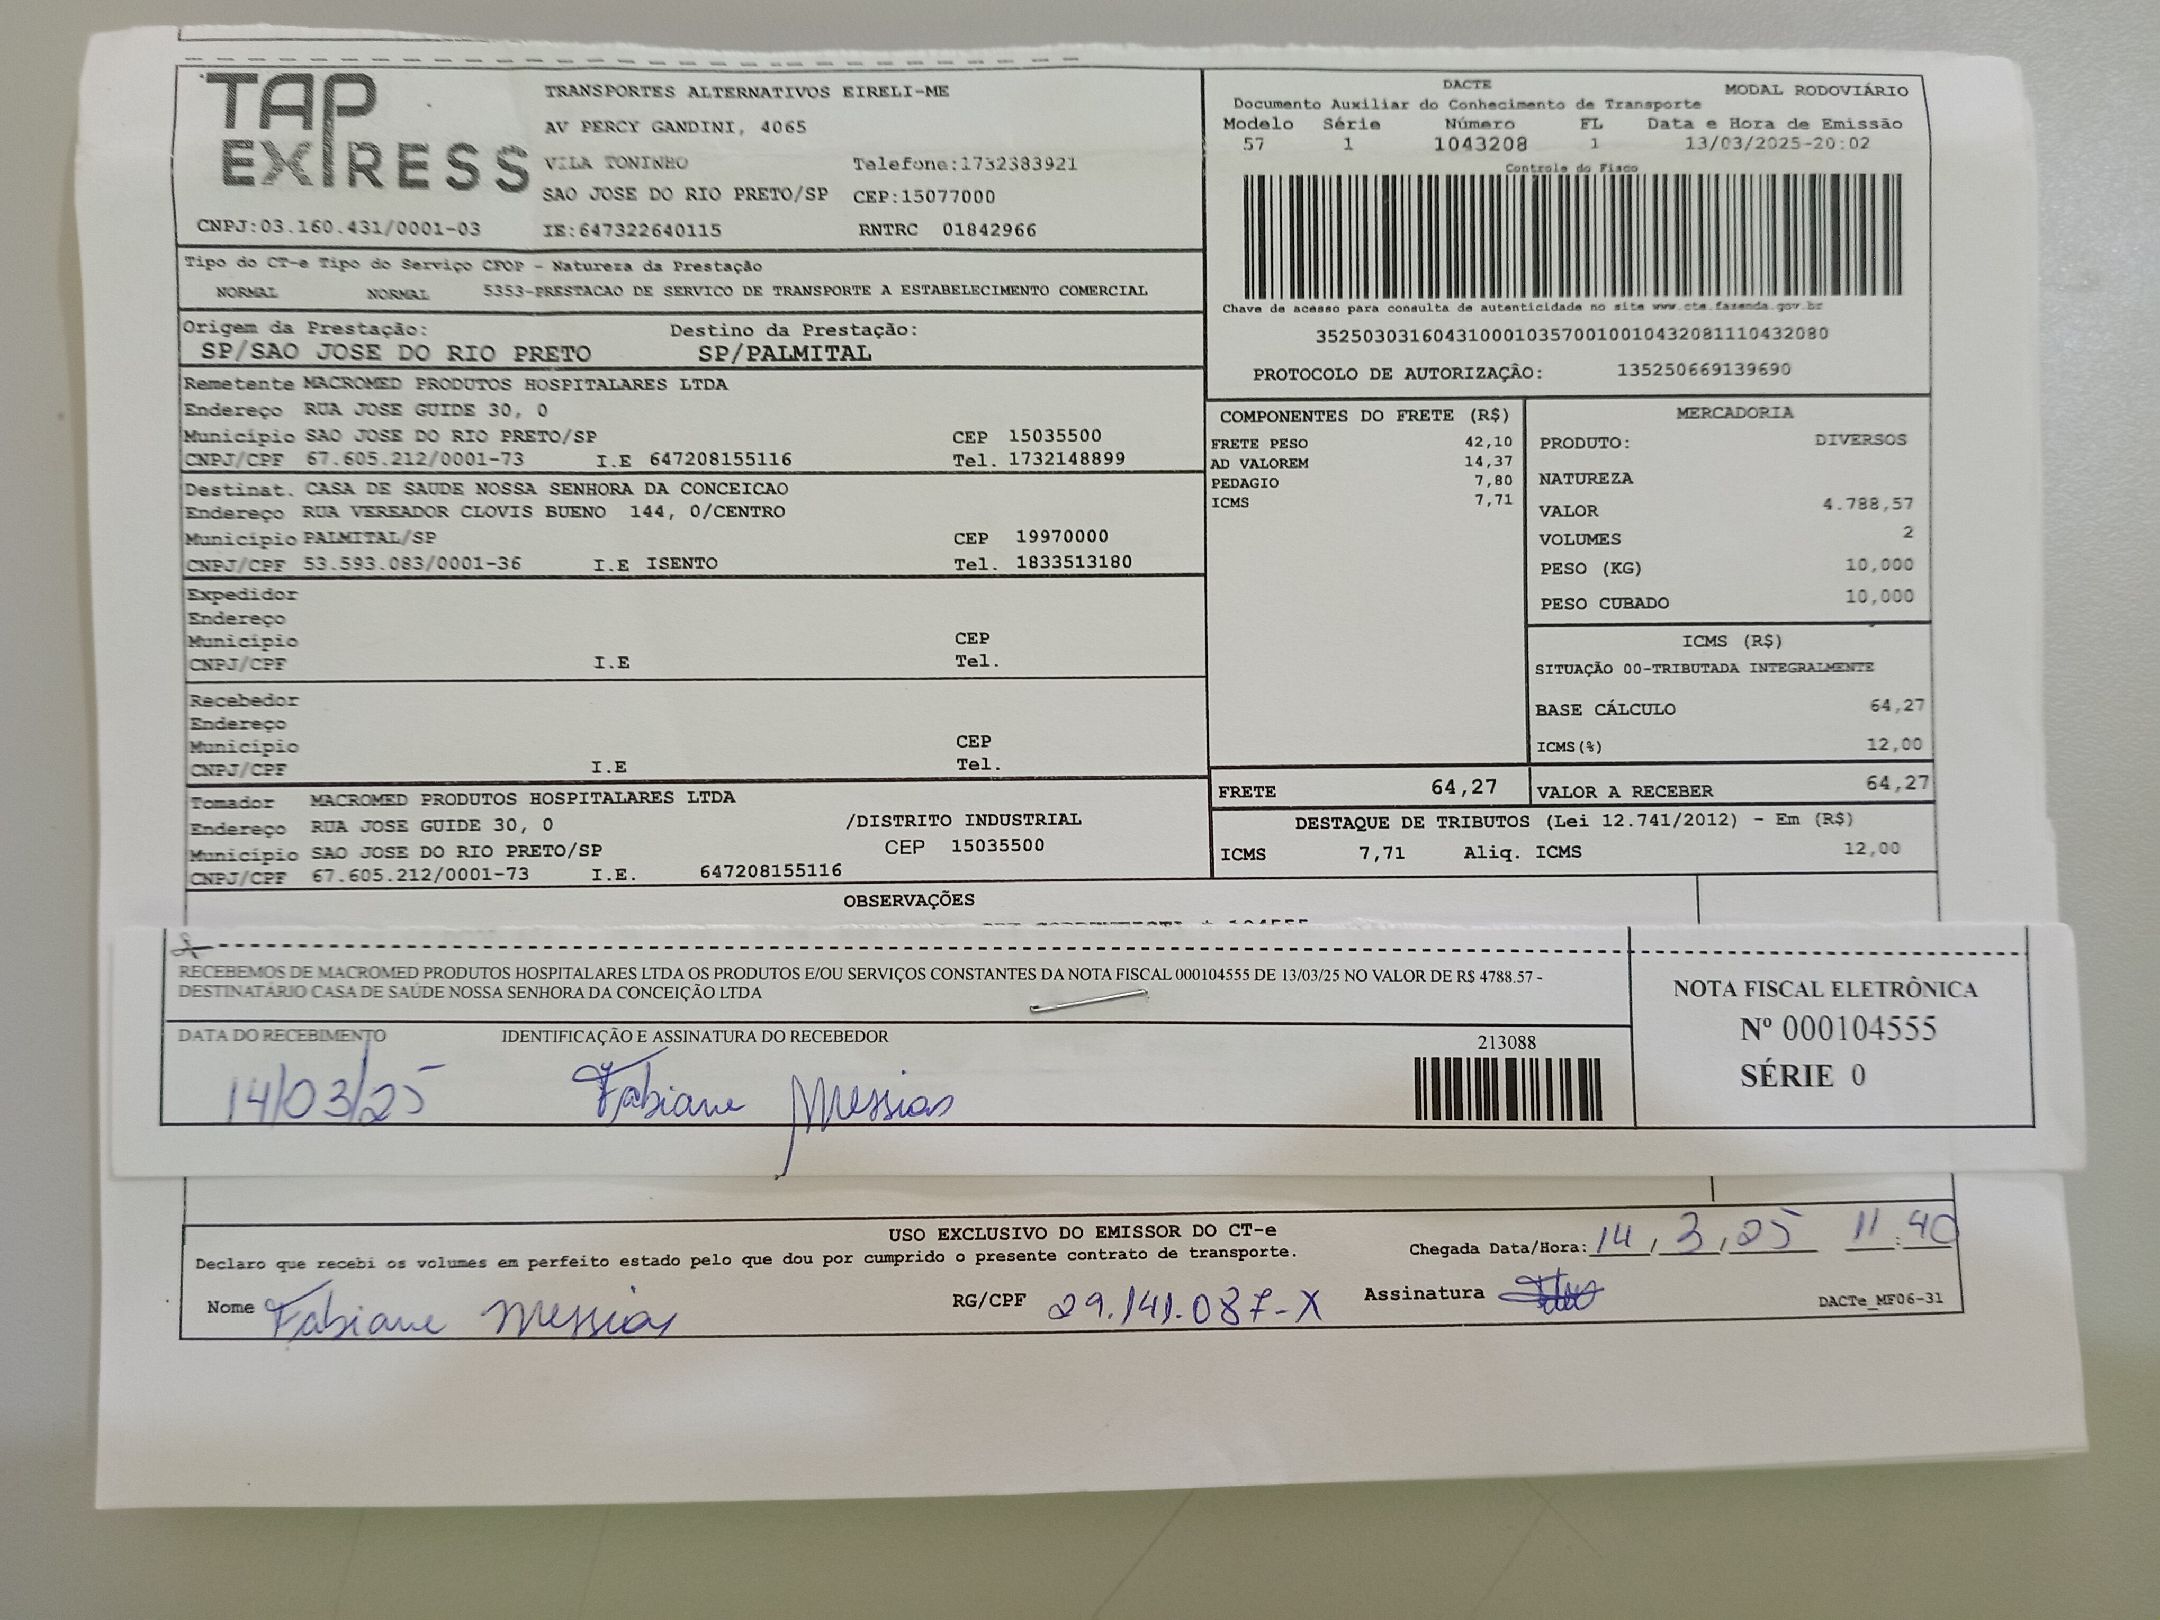 TAP EXPRESS
TRANSPORTES ALTERNATIVOS EIRELI-ME
AV PERCY GANDINI, 4065
VILA TONINHO Telefone:1732383921
SAO JOSE DO RIO PRETO/SP CEP:15077000
CNPJ:03.160.431/0001-03 IE:647322640115 RNTRC 01842966
DACTE MODAL RODOVIÁRIO
Documento Auxiliar do Conhecimento de Transporte
Modelo Série Número FL Data e Hora de Emissão
57 1 1043208 1 13/03/2025-20:02
Controle do Fisco
Chave de acesso para consulta de autenticidade no site www.cte.fazenda.gov.br
35250303160431000103570010010432081110432080
PROTOCOLO DE AUTORIZAÇÃO: 135250669139690
Tipo do CT-e Tipo do Serviço CFOP - Natureza da Prestação
NORMAL NORMAL 5353-PRESTACAO DE SERVICO DE TRANSPORTE A ESTABELECIMENTO COMERCIAL
Origem da Prestação: Destino da Prestação:
SP/SAO JOSE DO RIO PRETO SP/PALMITAL
Remetente MACROMED PRODUTOS HOSPITALARES LTDA
Endereço RUA JOSE GUIDE 30, 0
Município SAO JOSE DO RIO PRETO/SP CEP 15035500
CNPJ/CPF 67.605.212/0001-73 I.E 647208155116 Tel. 1732148899
Destinat. CASA DE SAUDE NOSSA SENHORA DA CONCEICAO
Endereço RUA VEREADOR CLOVIS BUENO 144, 0/CENTRO
Município PALMITAL/SP CEP 19970000
CNPJ/CPF 53.593.083/0001-36 I.E ISENTO Tel. 1833513180
Expedidor
Endereço
Município CEP
CNPJ/CPF I.E Tel.
Recebedor
Endereço
Município CEP
CNPJ/CPF I.E Tel.
Tomador MACROMED PRODUTOS HOSPITALARES LTDA
Endereço RUA JOSE GUIDE 30, 0 /DISTRITO INDUSTRIAL
Município SAO JOSE DO RIO PRETO/SP CEP 15035500
CNPJ/CPF 67.605.212/0001-73 I.E. 647208155116
COMPONENTES DO FRETE (R$)
FRETE PESO 42,10
AD VALOREM 14,37
PEDAGIO 7,80
ICMS 7,71
MERCADORIA
PRODUTO: DIVERSOS
NATUREZA
VALOR 4.788,57
VOLUMES 2
PESO (KG) 10,000
PESO CUBADO 10,000
ICMS (R$)
SITUAÇÃO 00-TRIBUTADA INTEGRALMENTE
BASE CÁLCULO 64,27
ICMS(%) 12,00
FRETE 64,27 VALOR A RECEBER 64,27
DESTAQUE DE TRIBUTOS (Lei 12.741/2012) - Em (R$)
ICMS 7,71 Aliq. ICMS 12,00
OBSERVAÇÕES
RECEBEMOS DE MACROMED PRODUTOS HOSPITALARES LTDA OS PRODUTOS E/OU SERVIÇOS CONSTANTES DA NOTA FISCAL 000104555 DE 13/03/25 NO VALOR DE R$ 4788.57 -
DESTINATÁRIO CASA DE SAÚDE NOSSA SENHORA DA CONCEIÇÃO LTDA
DATA DO RECEBIMENTO IDENTIFICAÇÃO E ASSINATURA DO RECEBEDOR
213088
14/03/25 Fabiane Messias
NOTA FISCAL ELETRÔNICA
Nº 000104555
SÉRIE 0
USO EXCLUSIVO DO EMISSOR DO CT-e
Declaro que recebi os volumes em perfeito estado pelo que dou por cumprido o presente contrato de transporte.
Chegada Data/Hora: 14, 3, 25 11:40
Nome Fabiane Messias RG/CPF 29.141.087-X Assinatura
DACTe_MF06-31